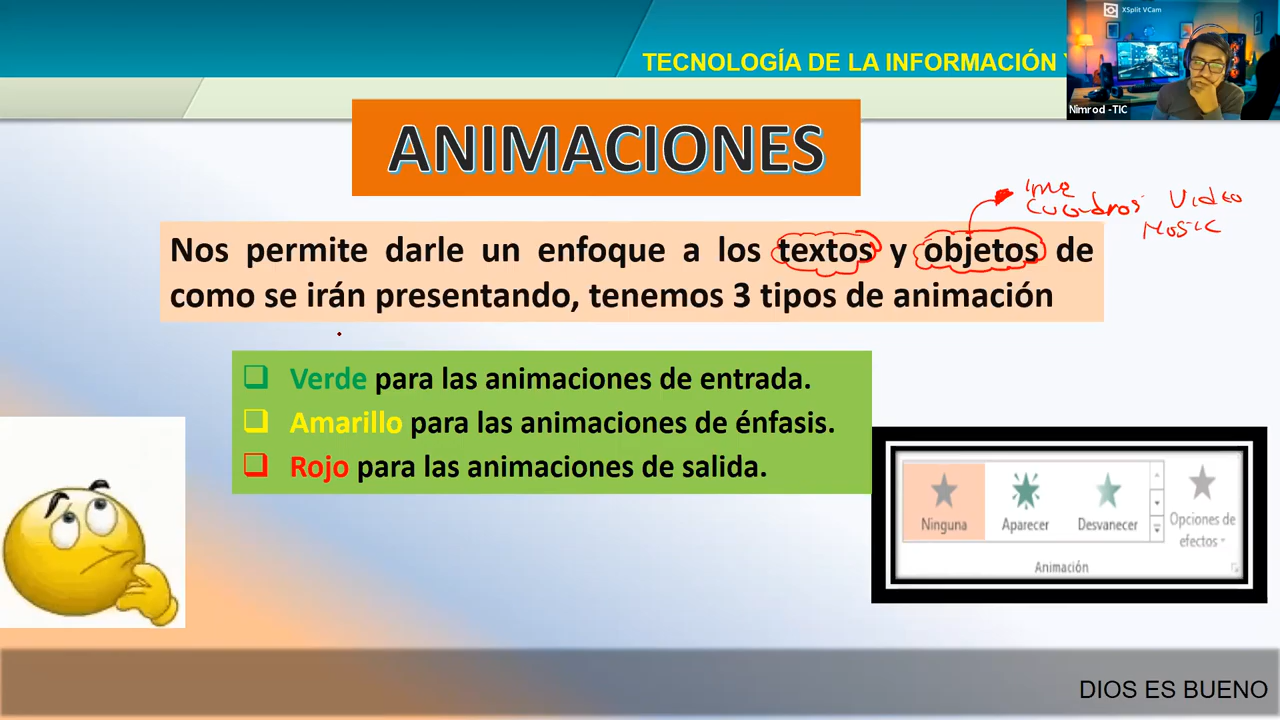 XSplit VCam
TECNOLOGÍA DE LA INFORMACIÓN Y
Nimrod -TIC
ANIMACIONES
img
cuadros video
Nos permite darle un enfoque a los textos y objetos de
como se irán presentando, tenemos 3 tipos de animación
Verde para las animaciones de entrada.
Amarillo para las animaciones de énfasis.
Rojo para las animaciones de salida.
Ninguna Aparecer Desvanecer Opciones de
efectos
Animación
DIOS ES BUENO